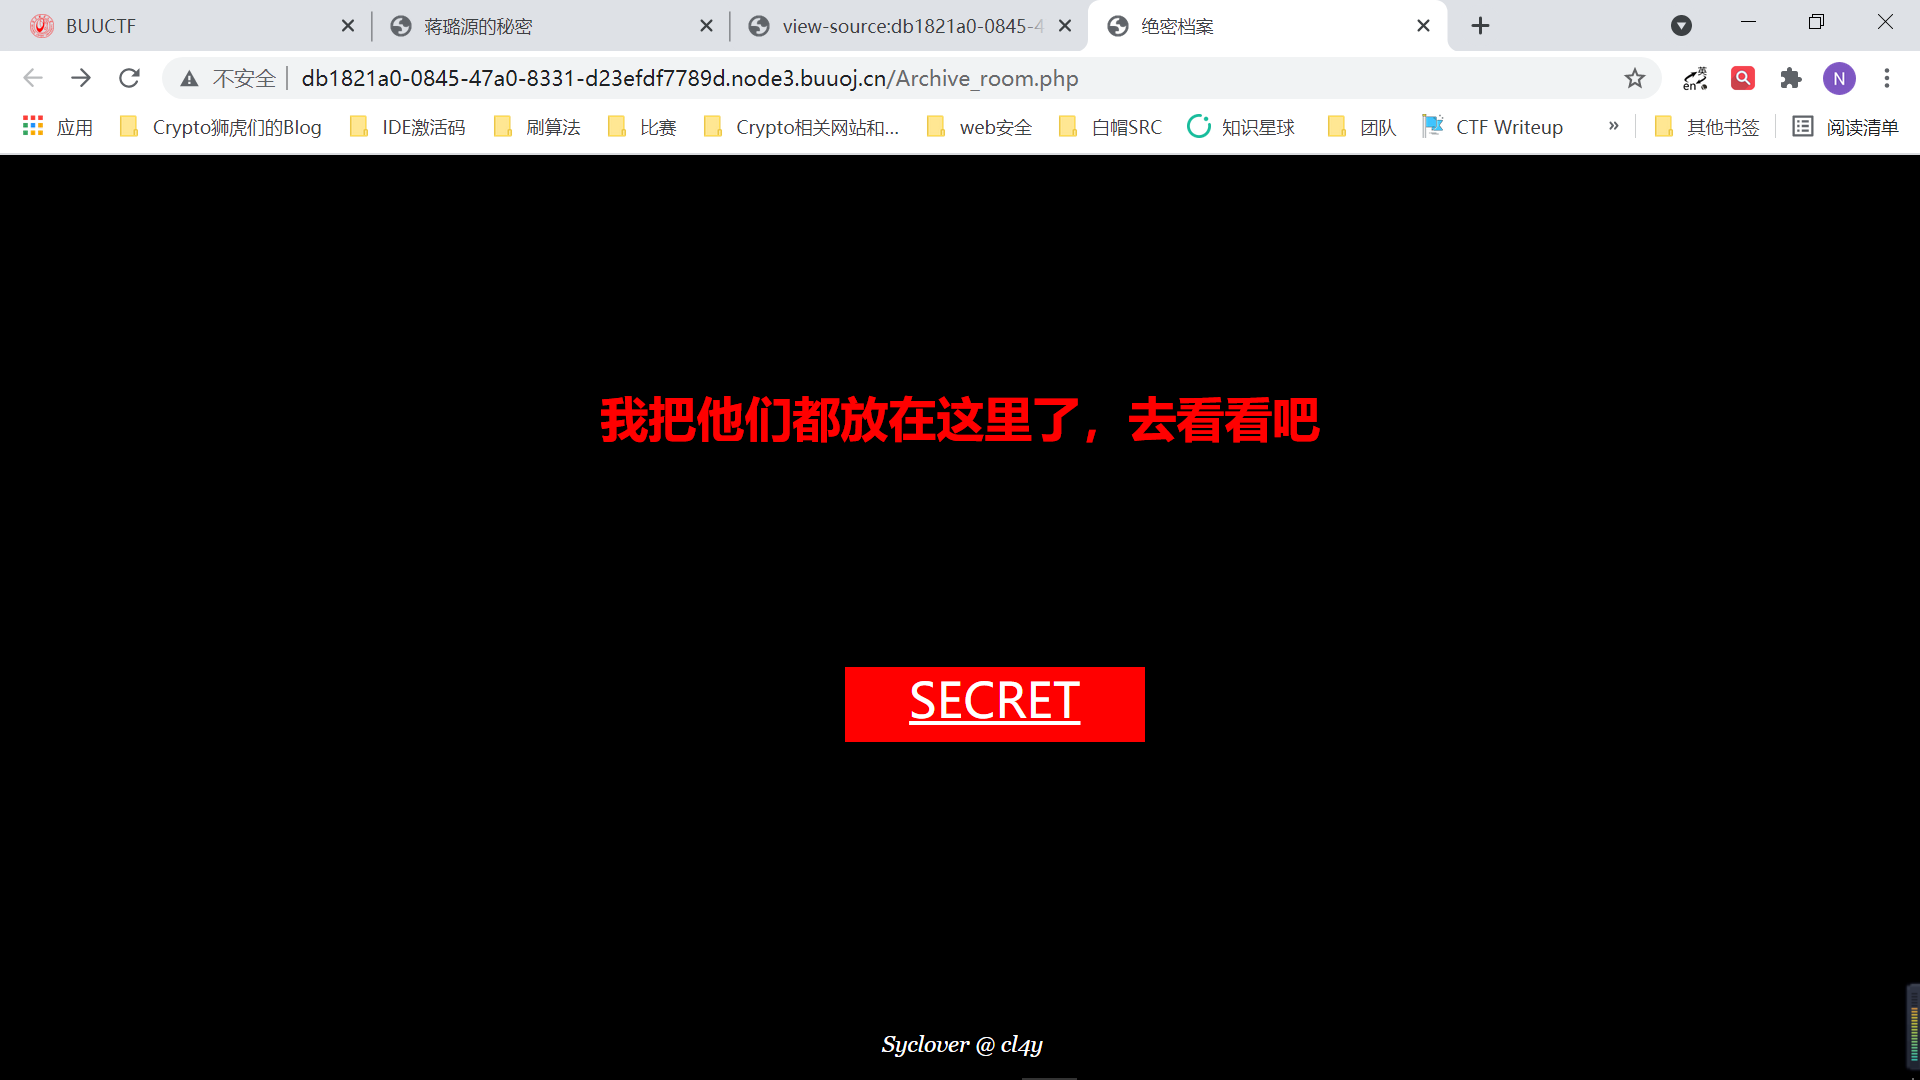 BUUCTF
蒋璐源的秘密
view-source:db1821a0-0845-4
绝密档案
不安全 db1821a0-0845-47a0-8331-d23efdf7789d.node3.buuoj.cn/Archive_room.php
英
en
N
应用 Crypto狮虎们的Blog IDE激活码 刷算法 比赛 Crypto相关网站和... web安全 白帽SRC 知识星球 团队 CTF Writeup » 其他书签 阅读清单
我把他们都放在这里了，去看看吧
SECRET
Syclover @ cl4y